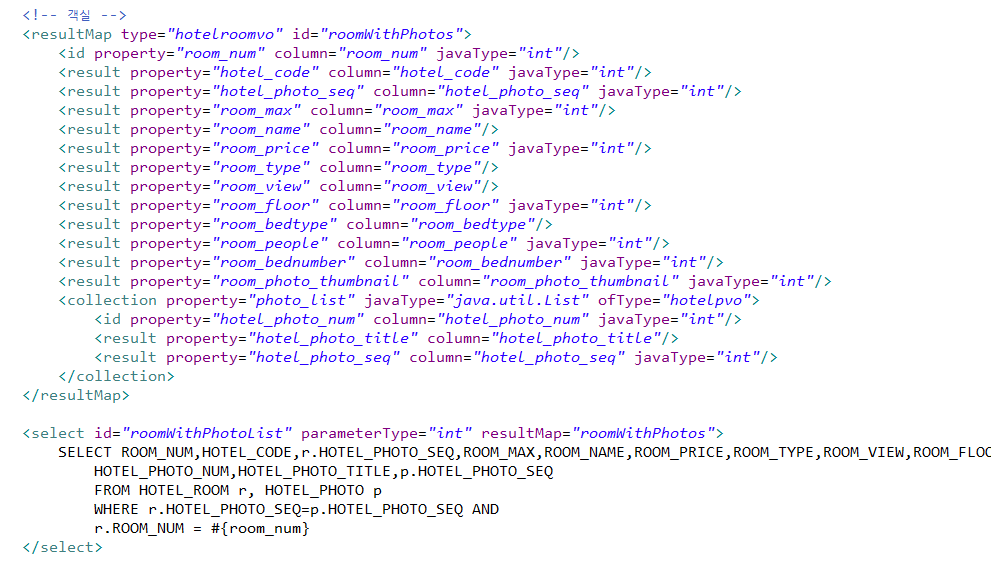 <!-- 객실 -->
<resultMap type="hotelroomvo" id="roomWithPhotos">
<id property="room_num" column="room_num" javaType="int"/>
<result property="hotel_code" column="hotel_code" javaType="int"/>
<result property="hotel_photo_seq" column="hotel_photo_seq" javaType="int"/>
<result property="room_max" column="room_max" javaType="int"/>
<result property="room_name" column="room_name"/>
<result property="room_price" column="room_price" javaType="int"/>
<result property="room_type" column="room_type"/>
<result property="room_view" column="room_view"/>
<result property="room_floor" column="room_floor" javaType="int"/>
<result property="room_bedtype" column="room_bedtype"/>
<result property="room_people" column="room_people" javaType="int"/>
<result property="room_bednumber" column="room_bednumber" javaType="int"/>
<result property="room_photo_thumbnail" column="room_photo_thumbnail" javaType="int"/>
<collection property="photo_list" javaType="java.util.List" ofType="hotelpvo">
<id property="hotel_photo_num" column="hotel_photo_num" javaType="int"/>
<result property="hotel_photo_title" column="hotel_photo_title"/>
<result property="hotel_photo_seq" column="hotel_photo_seq" javaType="int"/>
</collection>
</resultMap>
<select id="roomWithPhotoList" parameterType="int" resultMap="roomWithPhotos">
SELECT ROOM_NUM,HOTEL_CODE,r.HOTEL_PHOTO_SEQ,ROOM_MAX,ROOM_NAME,ROOM_PRICE,ROOM_TYPE,ROOM_VIEW,ROOM_FLOO
HOTEL_PHOTO_NUM,HOTEL_PHOTO_TITLE,p.HOTEL_PHOTO_SEQ
FROM HOTEL_ROOM r, HOTEL_PHOTO p
WHERE r.HOTEL_PHOTO_SEQ=p.HOTEL_PHOTO_SEQ AND
r.ROOM_NUM = #{room_num}
</select>